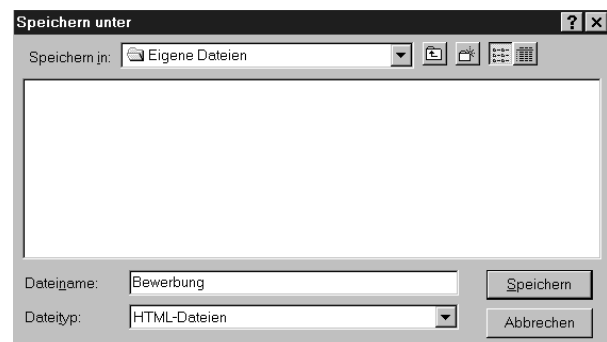 Speichern unter
Speichern in: Eigene Dateien
Dateiname: Bewerbung
Speichern
Dateityp: HTML-Dateien
Abbrechen